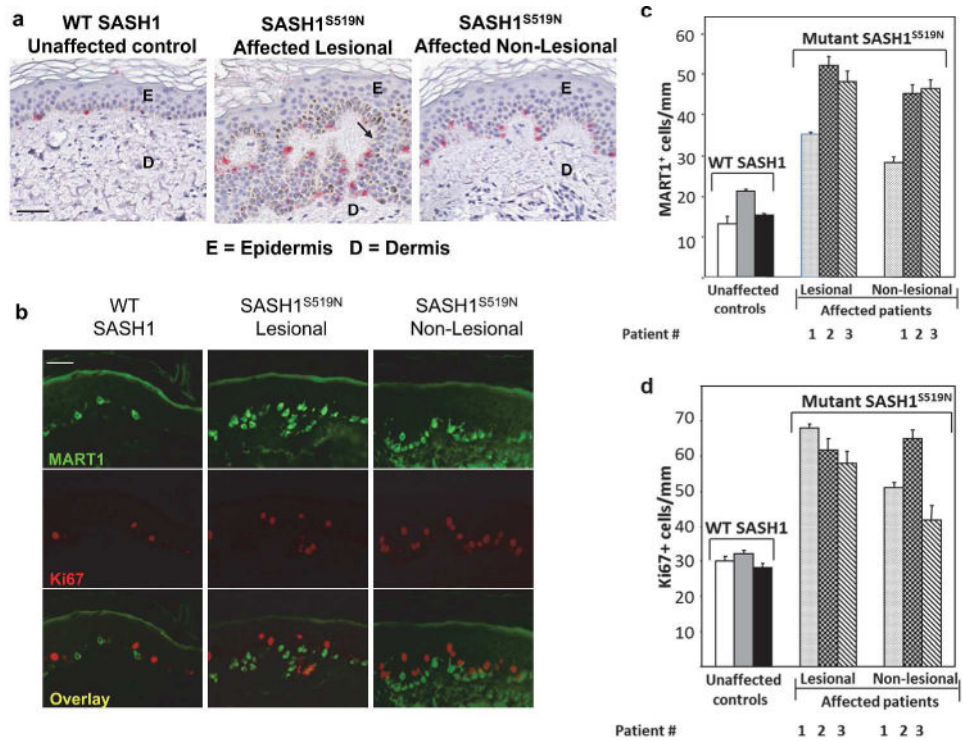 a
WT SASH1
Unaffected control
SASH1S519N
Affected Lesional
SASH1S519N
Affected Non-Lesional
E
D
E
D
E
D
E = Epidermis D = Dermis
b
WT
SASH1
SASH1S519N
Lesional
SASH1S519N
Non-Lesional
MART1
Ki67
Overlay
c
MART1+ cells/mm
60
50
40
30
20
10
WT SASH1
Mutant SASH1S519N
Unaffected
controls
Lesional
Non-lesional
Affected patients
Patient #
1 2 3
1 2 3
d
Ki67+ cells/mm
70
60
50
40
30
20
10
WT SASH1
Mutant SASH1S519N
Unaffected
controls
Lesional
Non-lesional
Affected patients
Patient #
1 2 3
1 2 3